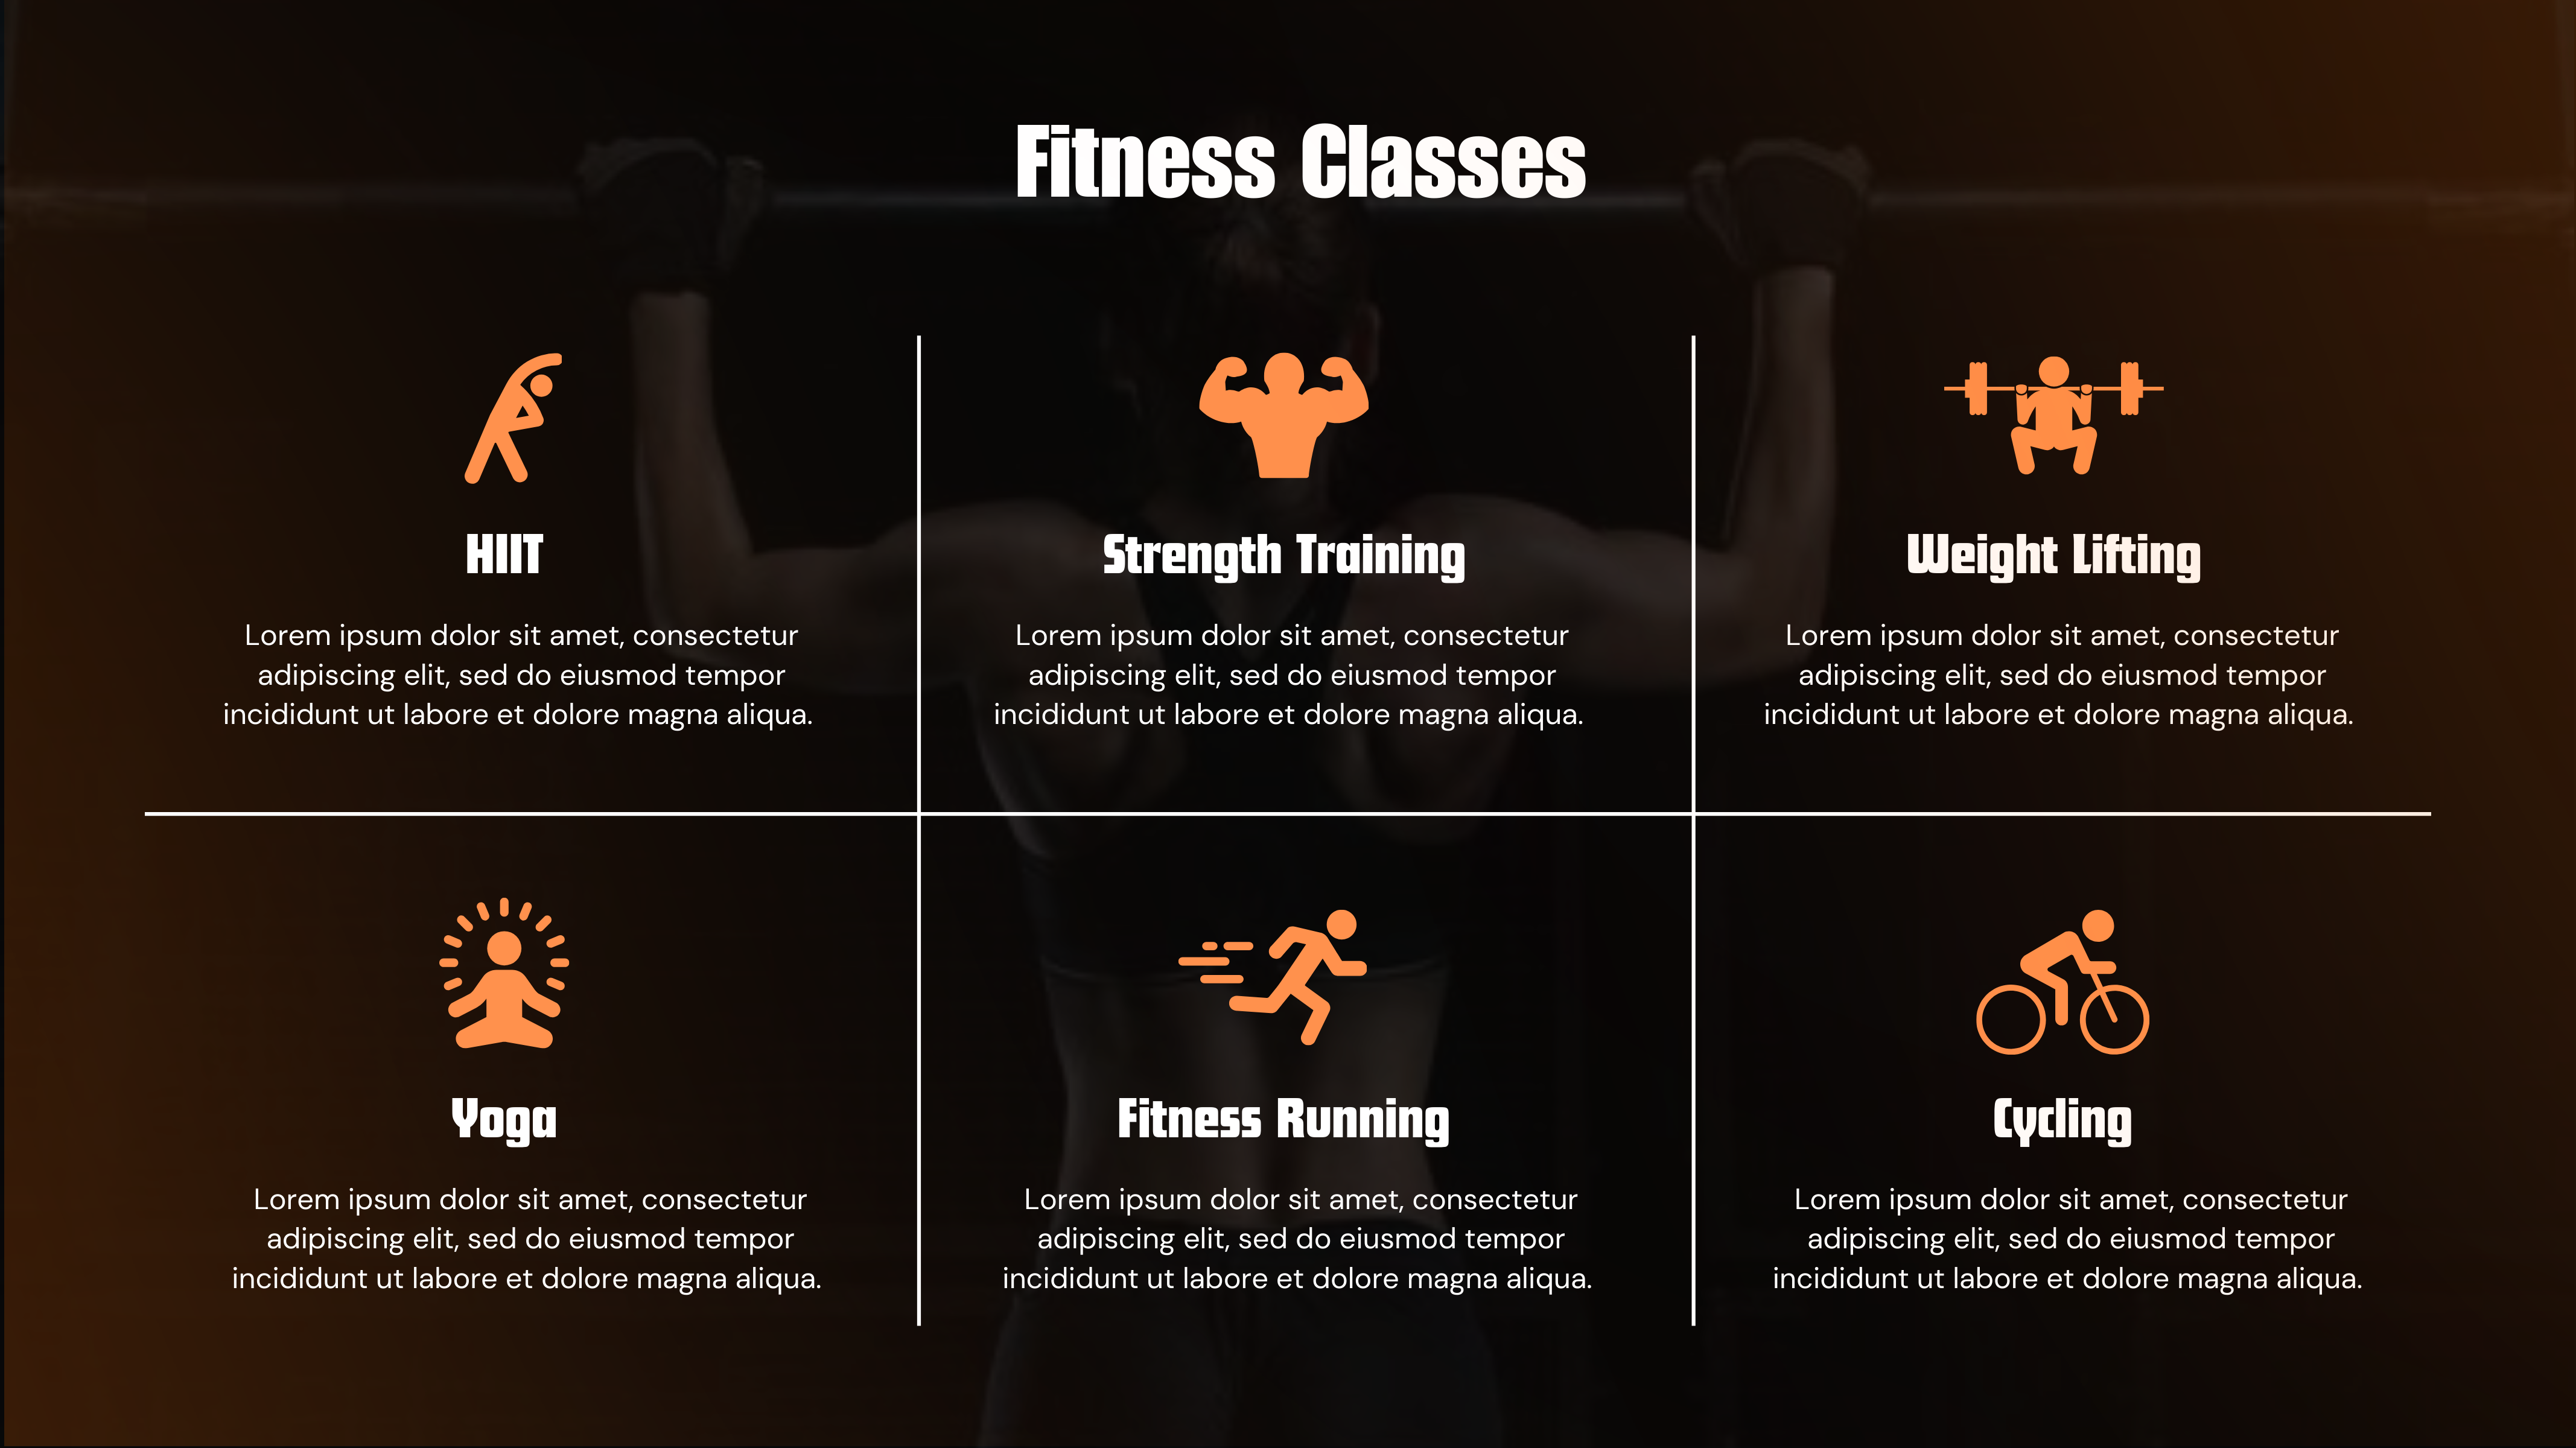 Fitness Classes
HIIT
Lorem ipsum dolor sit amet, consectetur
adipiscing elit, sed do eiusmod tempor
incididunt ut labore et dolore magna aliqua.
Strength Training
Lorem ipsum dolor sit amet, consectetur
adipiscing elit, sed do eiusmod tempor
incididunt ut labore et dolore magna aliqua.
Weight Lifting
Lorem ipsum dolor sit amet, consectetur
adipiscing elit, sed do eiusmod tempor
incididunt ut labore et dolore magna aliqua.
Yoga
Lorem ipsum dolor sit amet, consectetur
adipiscing elit, sed do eiusmod tempor
incididunt ut labore et dolore magna aliqua.
Fitness Running
Lorem ipsum dolor sit amet, consectetur
adipiscing elit, sed do eiusmod tempor
incididunt ut labore et dolore magna aliqua.
Cycling
Lorem ipsum dolor sit amet, consectetur
adipiscing elit, sed do eiusmod tempor
incididunt ut labore et dolore magna aliqua.